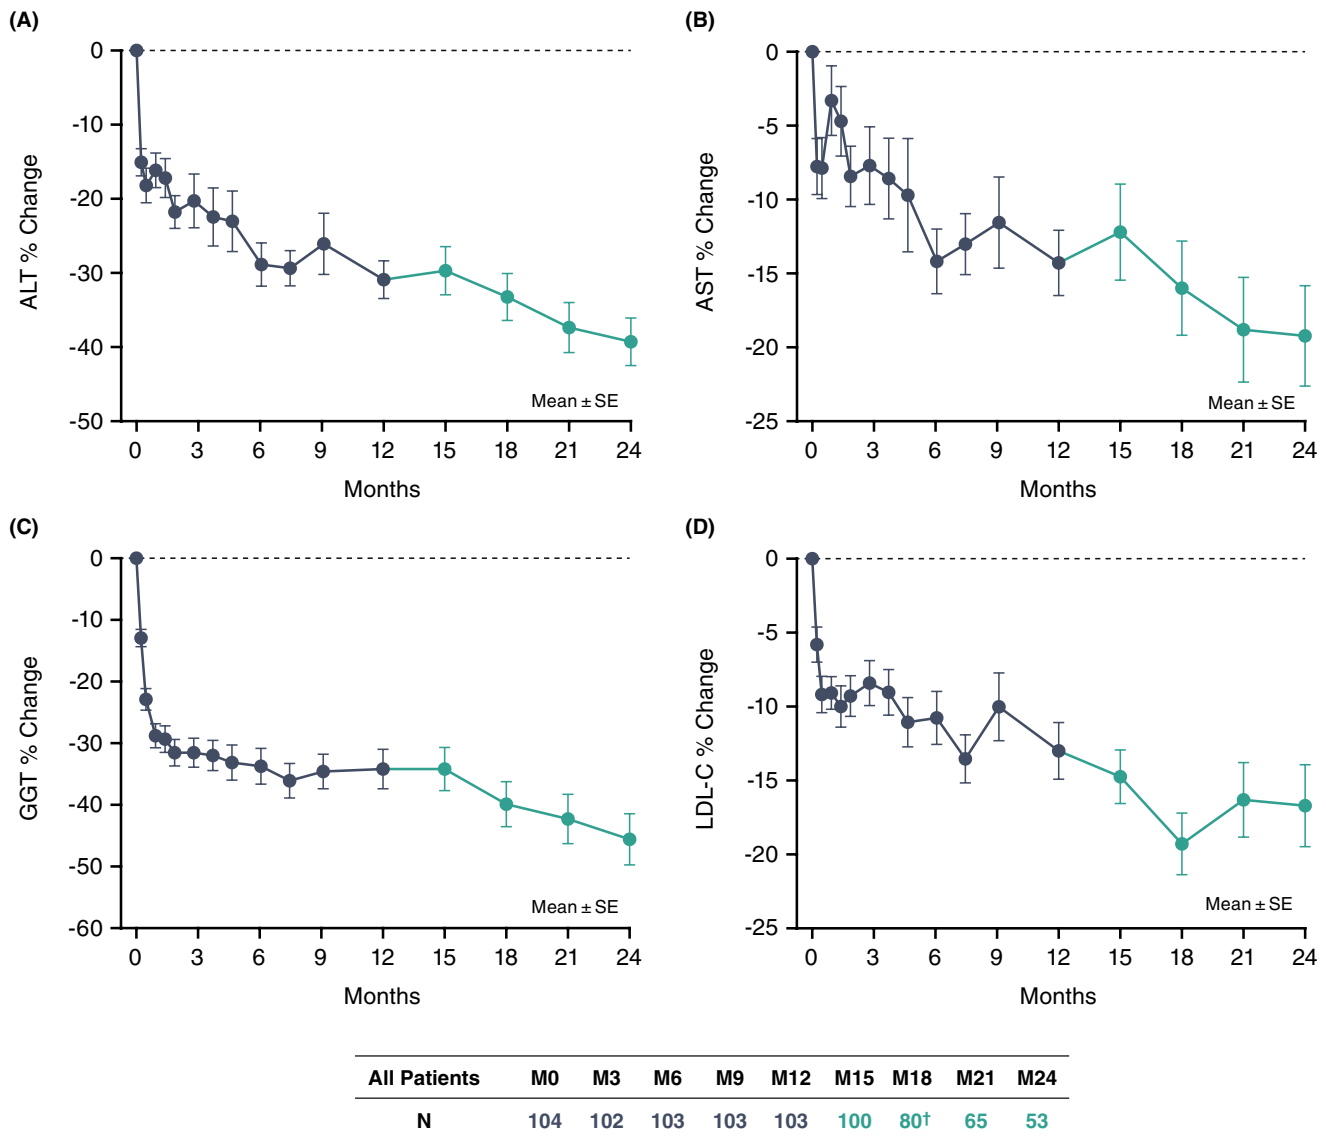 (A)
0
-10
-20
-30
-40
-50
ALT % Change
Mean ± SE
0 3 6 9 12 15 18 21 24
Months
(B)
0
-5
-10
-15
-20
-25
AST % Change
Mean ± SE
0 3 6 9 12 15 18 21 24
Months
(C)
0
-10
-20
-30
-40
-50
-60
GGT % Change
Mean ± SE
0 3 6 9 12 15 18 21 24
Months
(D)
0
-5
-10
-15
-20
-25
LDL-C % Change
Mean ± SE
0 3 6 9 12 15 18 21 24
Months
All Patients M0 M3 M6 M9 M12 M15 M18 M21 M24
N 104 102 103 103 103 100 80† 65 53